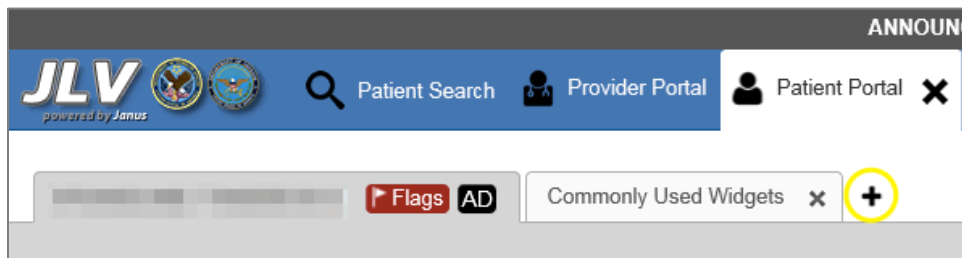 ANNOUN
JLV
powered by Janus
Patient Search
Provider Portal
Patient Portal
Flags
AD
Commonly Used Widgets